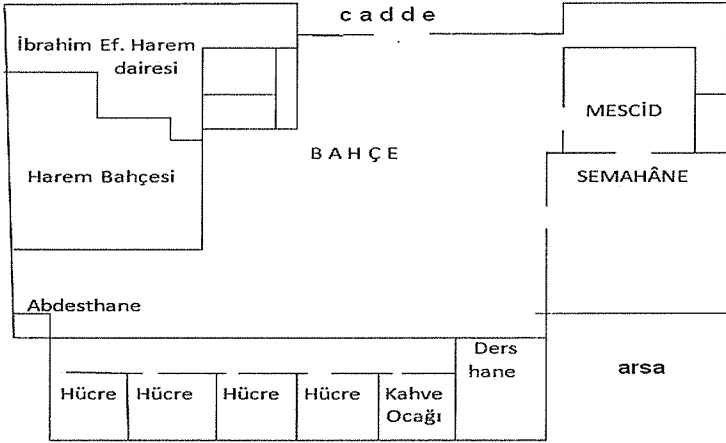 c a d d e
İbrahim Ef. Harem
dairesi
MESCİD
B A H Ç E
Harem Bahçesi
SEMAHÂNE
Abdesthane
Ders
hane
arsa
Hücre
Hücre
Hücre
Hücre
Kahve
Ocağı